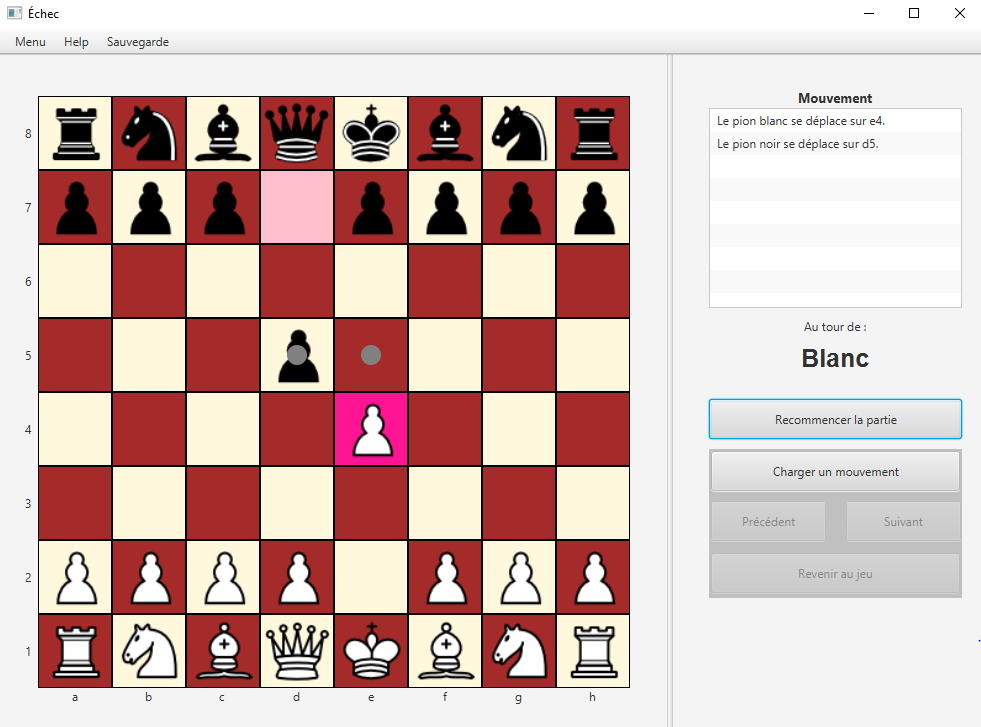 Échec
Menu Help Sauvegarde
Mouvement
Le pion blanc se déplace sur e4.
Le pion noir se déplace sur d5.
Au tour de :
Blanc
Recommencer la partie
Charger un mouvement
Précédent Suivant
Revenir au jeu
8
7
6
5
4
3
2
1
a b c d e f g h